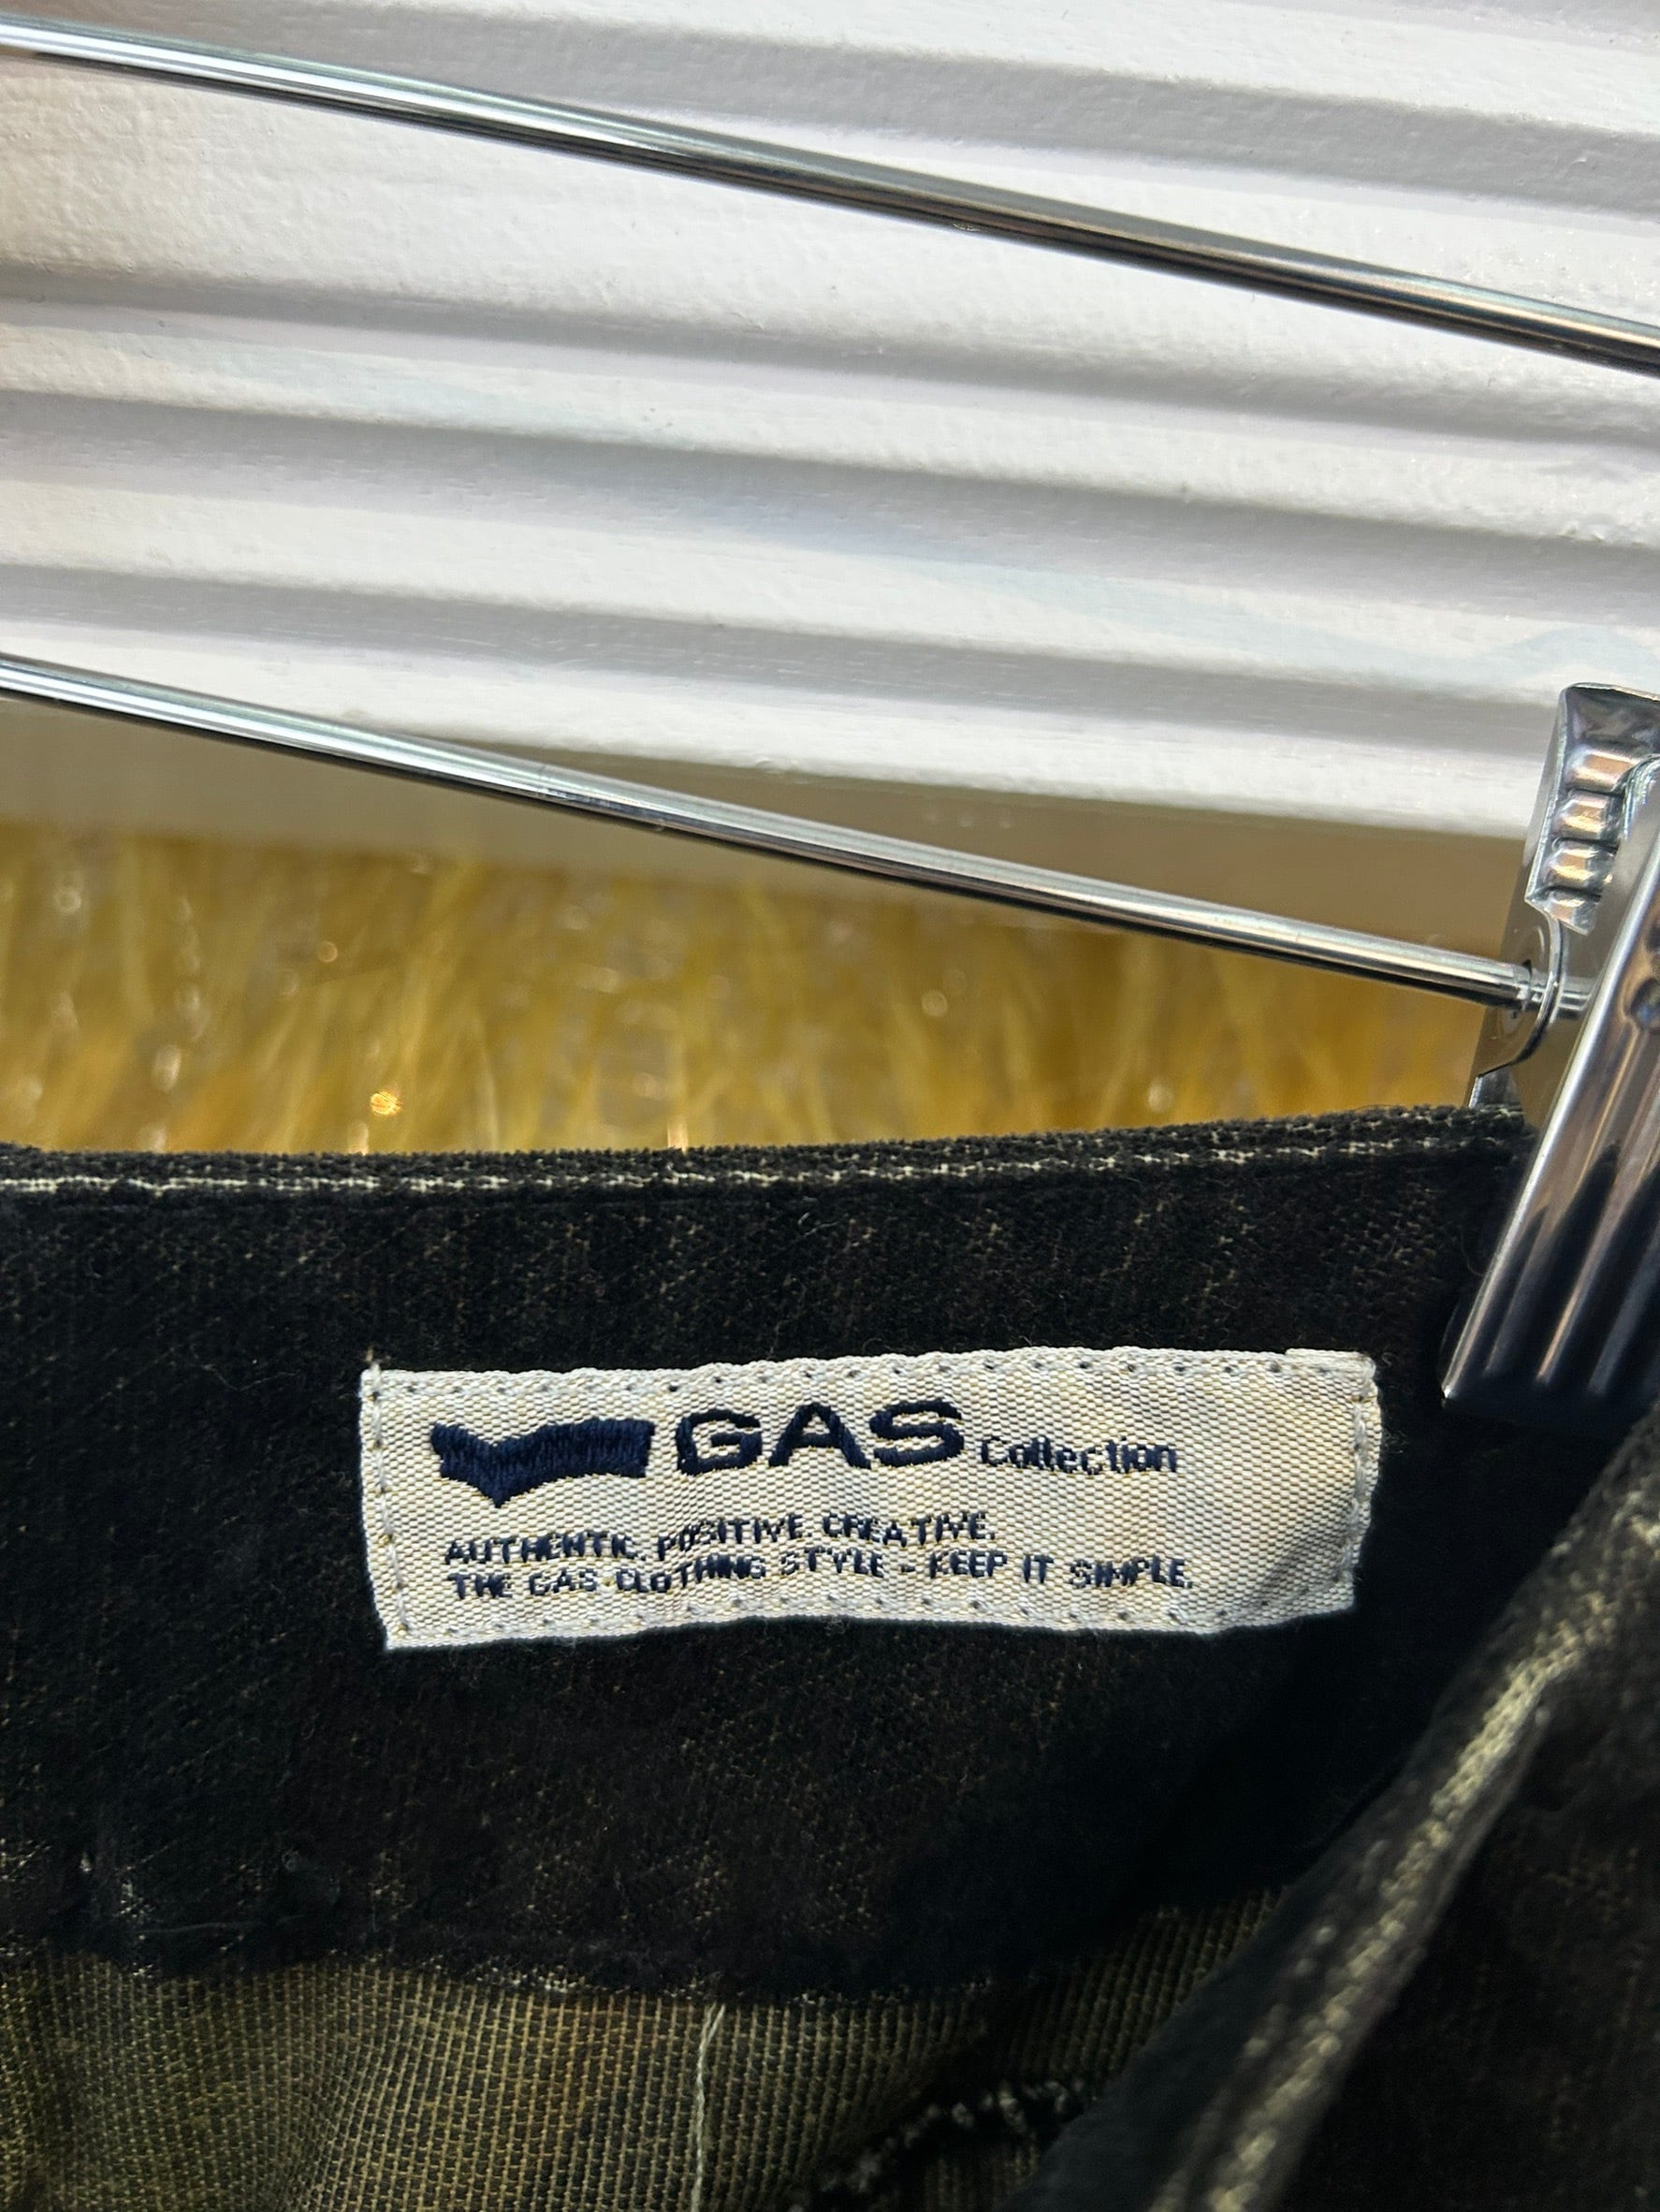 GAS Collection
AUTHENTIC. POSITIVE. CREATIVE.
THE GAS CLOTHING STYLE - KEEP IT SIMPLE.